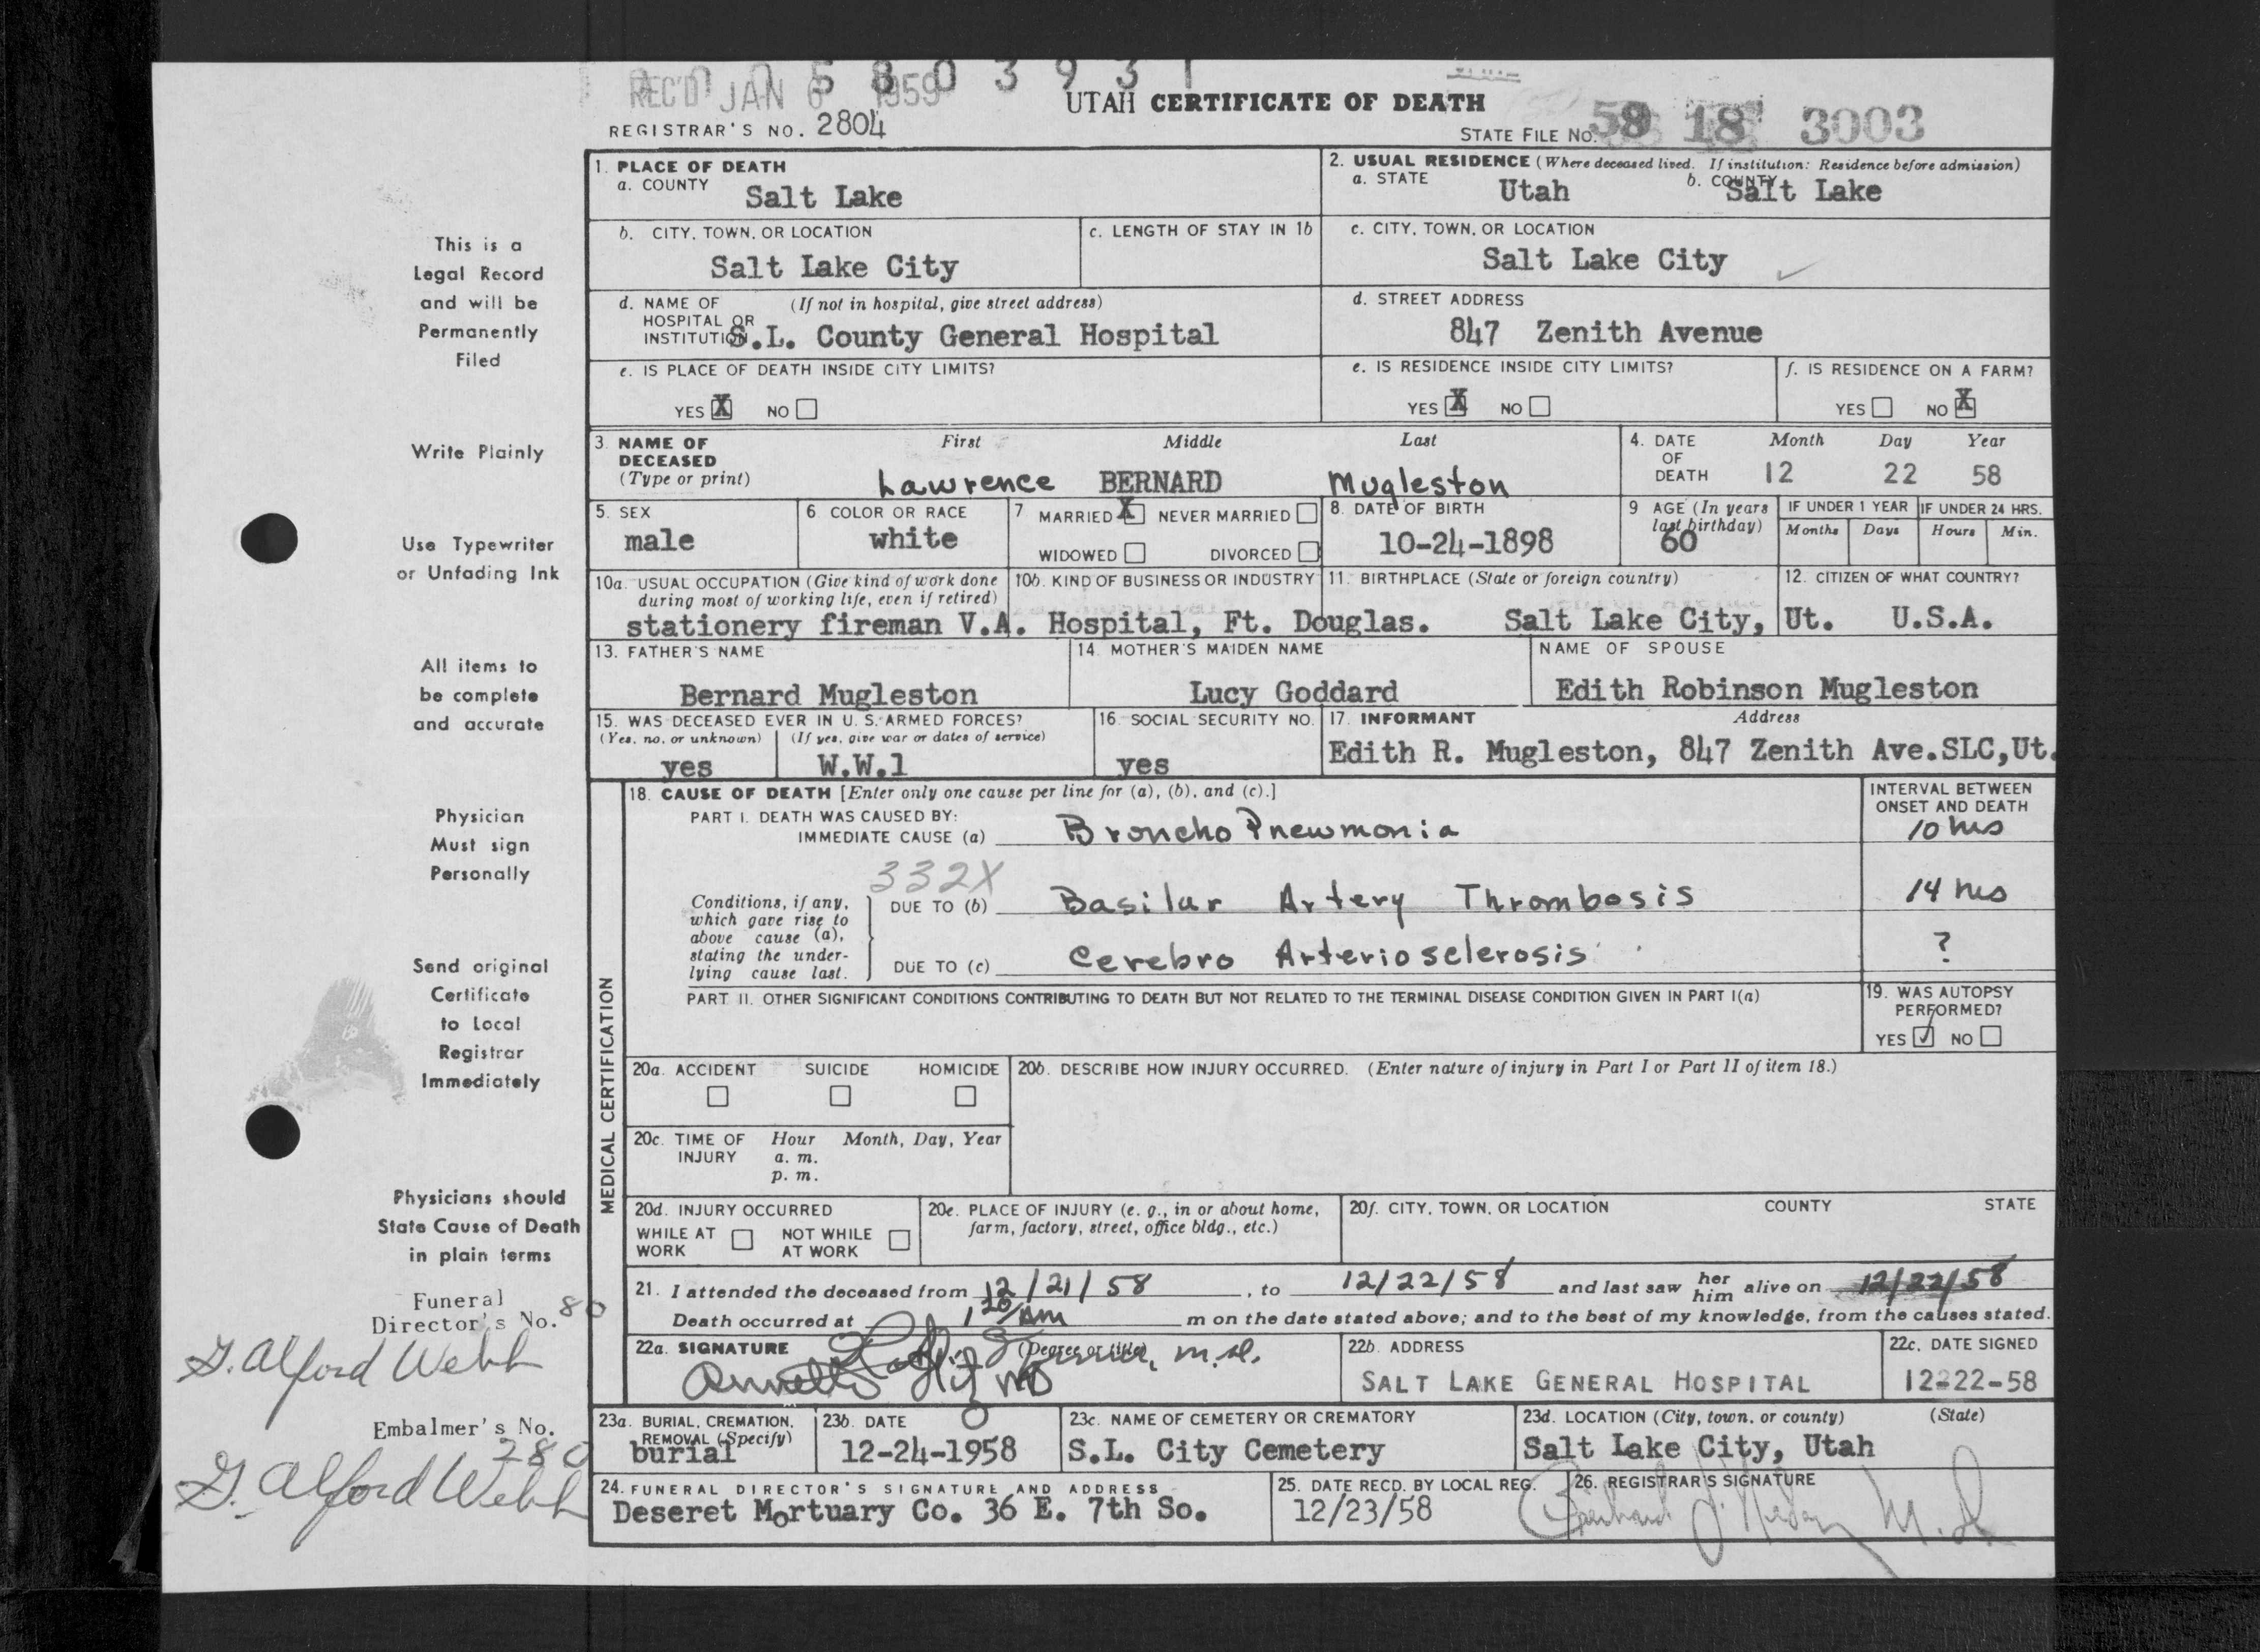 0 0 5 8 0 3 9 3 1
REC'D JAN 6 1959
UTAH CERTIFICATE OF DEATH
REGISTRAR'S NO. 2804
STATE FILE NO. 58 18 3003
1. PLACE OF DEATH
a. COUNTY Salt Lake
2. USUAL RESIDENCE (Where deceased lived. If institution: Residence before admission)
a. STATE Utah b. COUNTY Salt Lake
b. CITY, TOWN, OR LOCATION Salt Lake City
c. LENGTH OF STAY IN 1b
c. CITY, TOWN, OR LOCATION Salt Lake City
d. NAME OF HOSPITAL OR INSTITUTION (If not in hospital, give street address) S.L. County General Hospital
d. STREET ADDRESS 847 Zenith Avenue
e. IS PLACE OF DEATH INSIDE CITY LIMITS?
YES X NO
e. IS RESIDENCE INSIDE CITY LIMITS?
YES X NO
f. IS RESIDENCE ON A FARM?
YES NO X
3. NAME OF DECEASED (Type or print)
First Middle Last
Lawrence BERNARD Mugleston
4. DATE OF DEATH Month Day Year
12 22 58
5. SEX male
6. COLOR OR RACE white
7 MARRIED X NEVER MARRIED
WIDOWED DIVORCED
8. DATE OF BIRTH 10-24-1898
9 AGE (In years last birthday) 60
IF UNDER 1 YEAR Months Days
IF UNDER 24 HRS. Hours Min.
10a. USUAL OCCUPATION (Give kind of work done during most of working life, even if retired)
10b. KIND OF BUSINESS OR INDUSTRY
11. BIRTHPLACE (State or foreign country)
12. CITIZEN OF WHAT COUNTRY?
stationery fireman V.A. Hospital, Ft. Douglas. Salt Lake City, Ut. U.S.A.
13. FATHER'S NAME Bernard Mugleston
14. MOTHER'S MAIDEN NAME Lucy Goddard
NAME OF SPOUSE Edith Robinson Mugleston
15. WAS DECEASED EVER IN U. S. ARMED FORCES?
(Yes, no, or unknown) (If yes, give war or dates of service)
yes W.W.1
16. SOCIAL SECURITY NO. yes
17. INFORMANT Address
Edith R. Mugleston, 847 Zenith Ave.SLC,Ut.
MEDICAL CERTIFICATION
18. CAUSE OF DEATH [Enter only one cause per line for (a), (b), and (c).]
INTERVAL BETWEEN ONSET AND DEATH
PART I. DEATH WAS CAUSED BY:
IMMEDIATE CAUSE (a) Broncho Pnewmonia 10 hrs
332X
Conditions, if any, which gave rise to above cause (a), stating the underlying cause last.
DUE TO (b) Basilar Artery Thrombosis 14 hrs
DUE TO (c) Cerebro Arteriosclerosis ?
PART II. OTHER SIGNIFICANT CONDITIONS CONTRIBUTING TO DEATH BUT NOT RELATED TO THE TERMINAL DISEASE CONDITION GIVEN IN PART I(a)
19. WAS AUTOPSY PERFORMED?
YES ✓ NO
20a. ACCIDENT SUICIDE HOMICIDE
20b. DESCRIBE HOW INJURY OCCURRED. (Enter nature of injury in Part I or Part II of item 18.)
20c. TIME OF INJURY Hour Month, Day, Year
a. m.
p. m.
20d. INJURY OCCURRED
WHILE AT WORK NOT WHILE AT WORK
20e. PLACE OF INJURY (e. g., in or about home, farm, factory, street, office bldg., etc.)
20f. CITY, TOWN, OR LOCATION COUNTY STATE
21. I attended the deceased from 12/21/58, to 12/22/58 and last saw her him alive on 12/22/58
Death occurred at 1 20/AM m on the date stated above; and to the best of my knowledge, from the causes stated.
22a. SIGNATURE (Degree or title) M.D.
22b. ADDRESS SALT LAKE GENERAL HOSPITAL
22c. DATE SIGNED 12-22-58
23a. BURIAL, CREMATION, REMOVAL (Specify) burial
23b. DATE 12-24-1958
23c. NAME OF CEMETERY OR CREMATORY S.L. City Cemetery
23d. LOCATION (City, town, or county) (State) Salt Lake City, Utah
24. FUNERAL DIRECTOR'S SIGNATURE AND ADDRESS
Deseret Mortuary Co. 36 E. 7th So.
25. DATE RECD. BY LOCAL REG. 12/23/58
26. REGISTRAR'S SIGNATURE M.D.
This is a
Legal Record
and will be
Permanently
Filed
Write Plainly
Use Typewriter
or Unfading Ink
All items to
be complete
and accurate
Physician
Must sign
Personally
Send original
Certificate
to Local
Registrar
Immediately
Physicians should
State Cause of Death
in plain terms
Funeral
Director's No. 80
G. Alford Webb
Embalmer's No.
280
G. Alford Webb